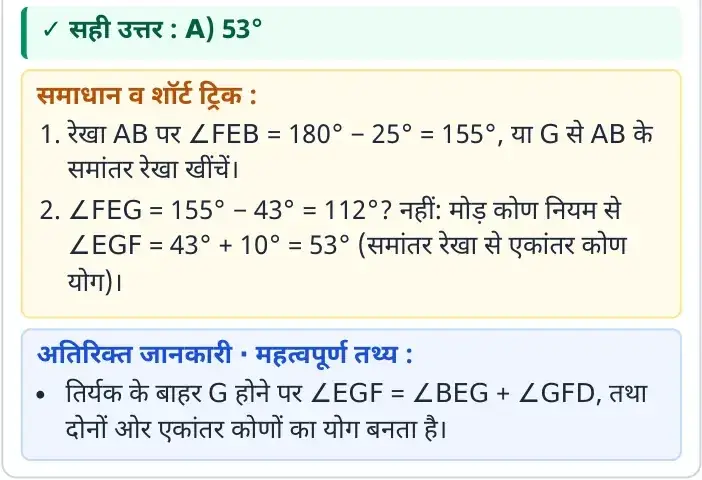 ✓ सही उत्तर : A) 53°
समाधान व शॉर्ट ट्रिक :
1. रेखा AB पर ∠FEB = 180° − 25° = 155°, या G से AB के
समांतर रेखा खींचें।
2. ∠FEG = 155° − 43° = 112°? नहीं: मोड़ कोण नियम से
∠EGF = 43° + 10° = 53° (समांतर रेखा से एकांतर कोण
योग)।
अतिरिक्त जानकारी · महत्वपूर्ण तथ्य :
• तिर्यक के बाहर G होने पर ∠EGF = ∠BEG + ∠GFD, तथा
दोनों ओर एकांतर कोणों का योग बनता है।